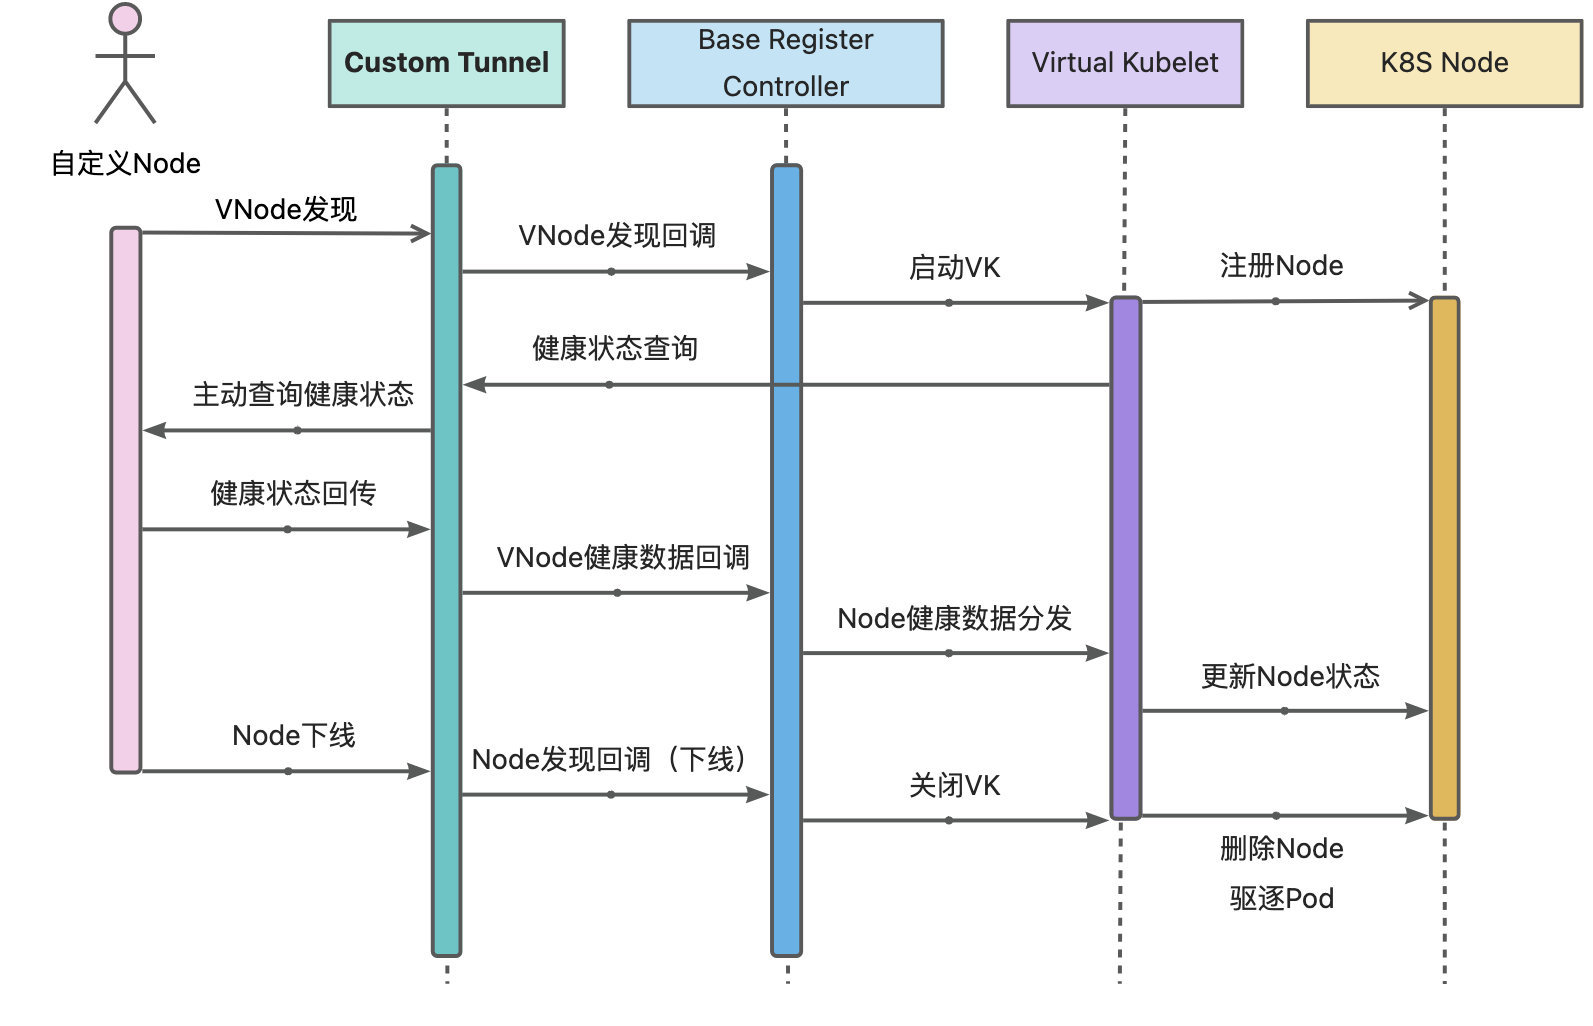 Custom Tunnel
Base Register
Controller
Virtual Kubelet
K8S Node
自定义Node
VNode发现
VNode发现回调
启动VK
注册Node
健康状态查询
主动查询健康状态
健康状态回传
VNode健康数据回调
Node健康数据分发
更新Node状态
Node下线
Node发现回调（下线）
关闭VK
删除Node
驱逐Pod